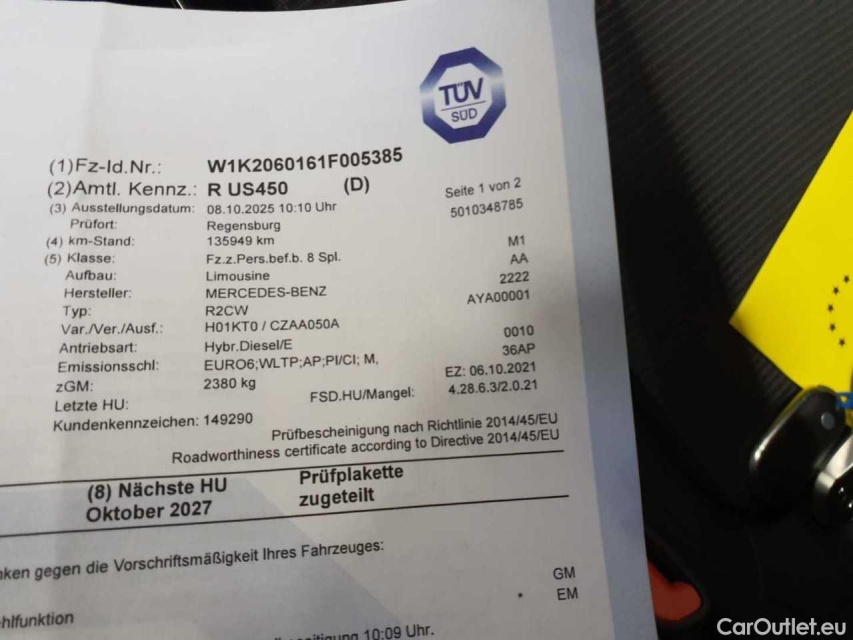 TÜV
SÜD
(1)Fz-Id.Nr.: W1K2060161F005385
(2)Amtl. Kennz.: R US450 (D)
Seite 1 von 2
(3) Ausstellungsdatum: 08.10.2025 10:10 Uhr 5010348785
Prüfort: Regensburg
(4) km-Stand: 135949 km
(5) Klasse: Fz.z.Pers.bef.b. 8 Spl. M1
Aufbau: Limousine AA
Hersteller: MERCEDES-BENZ 2222
Typ: R2CW AYA00001
Var./Ver./Ausf.: H01KT0 / CZAA050A
Antriebsart: Hybr.Diesel/E 0010
Emissionsschl: EURO6;WLTP;AP;PI/CI; M, 36AP
zGM: 2380 kg EZ: 06.10.2021
Letzte HU: FSD.HU/Mangel: 4.28.6.3/2.0.21
Kundenkennzeichen: 149290
Prüfbescheinigung nach Richtlinie 2014/45/EU
Roadworthiness certificate according to Directive 2014/45/EU
(8) Nächste HU Prüfplakette
Oktober 2027 zugeteilt
nken gegen die Vorschriftsmäßigkeit Ihres Fahrzeuges:
GM
EM
ehlfunktion
10:09 Uhr.
CarOutlet.eu